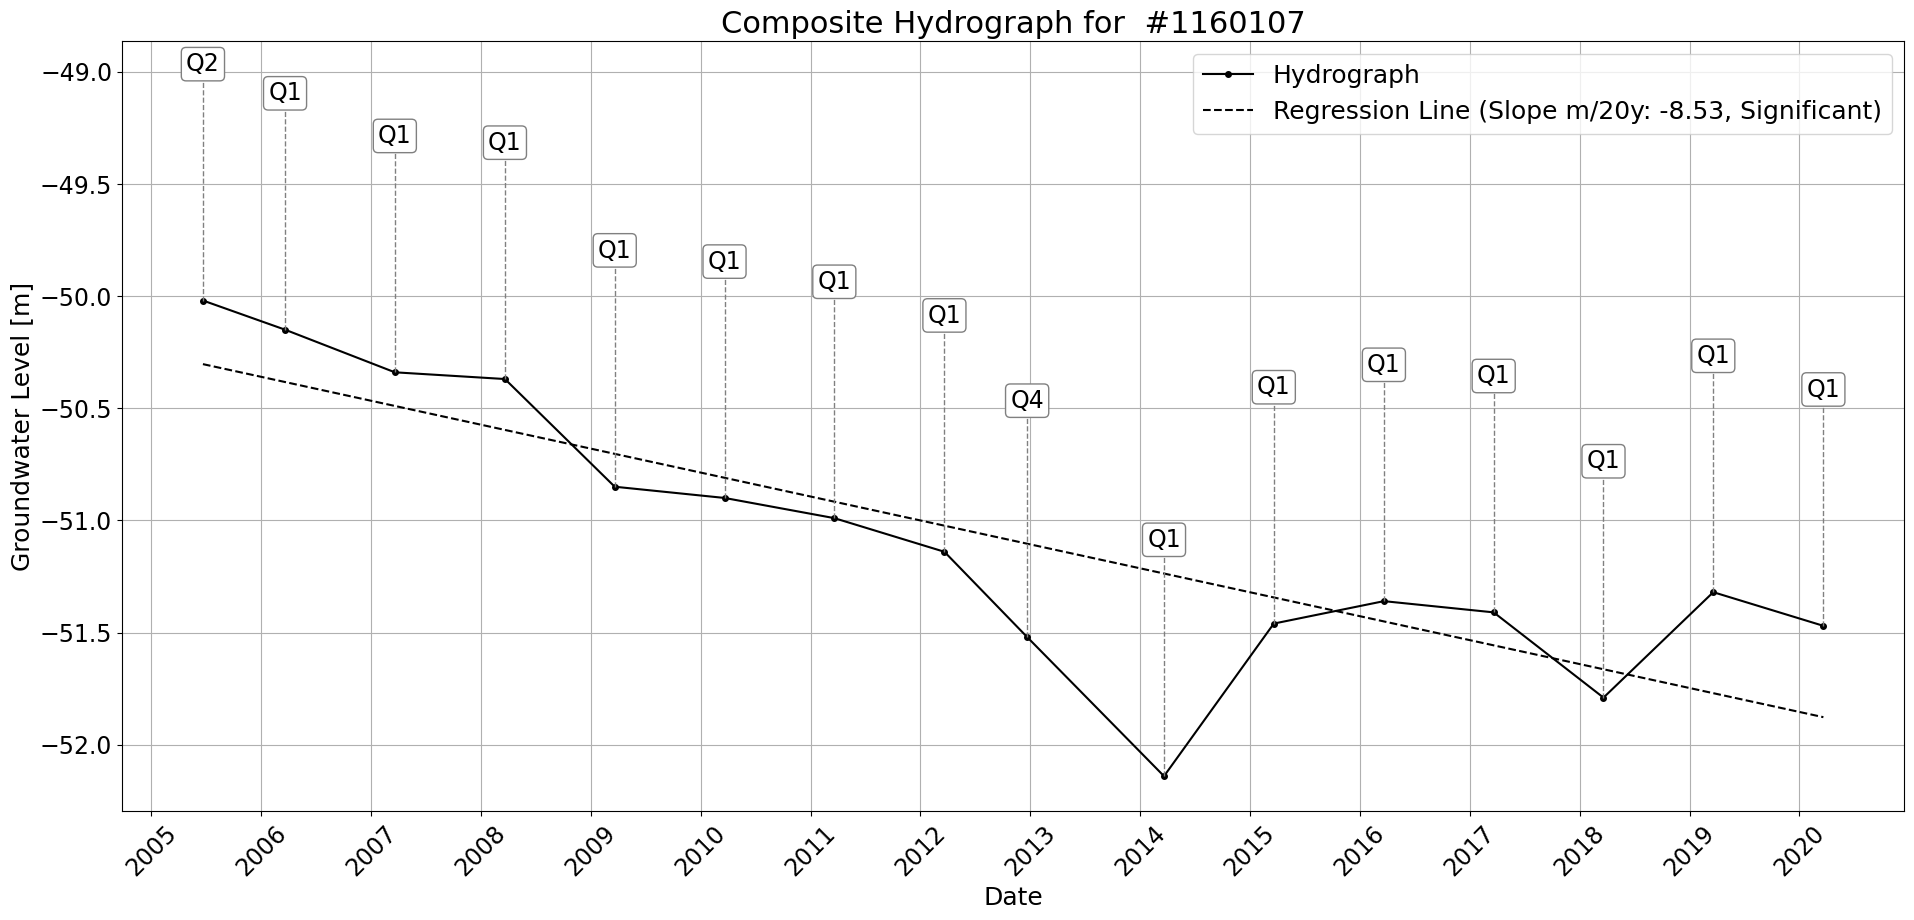 Composite Hydrograph for  #1160107
Hydrograph
Regression Line (Slope m/20y: -8.53, Significant)
Groundwater Level [m]
−49.0
−49.5
−50.0
−50.5
−51.0
−51.5
−52.0
Q2
Q1
Q1
Q1
Q1
Q1
Q1
Q1
Q4
Q1
Q1
Q1
Q1
Q1
Q1
Q1
2005
2006
2007
2008
2009
2010
2011
2012
2013
2014
2015
2016
2017
2018
2019
2020
Date